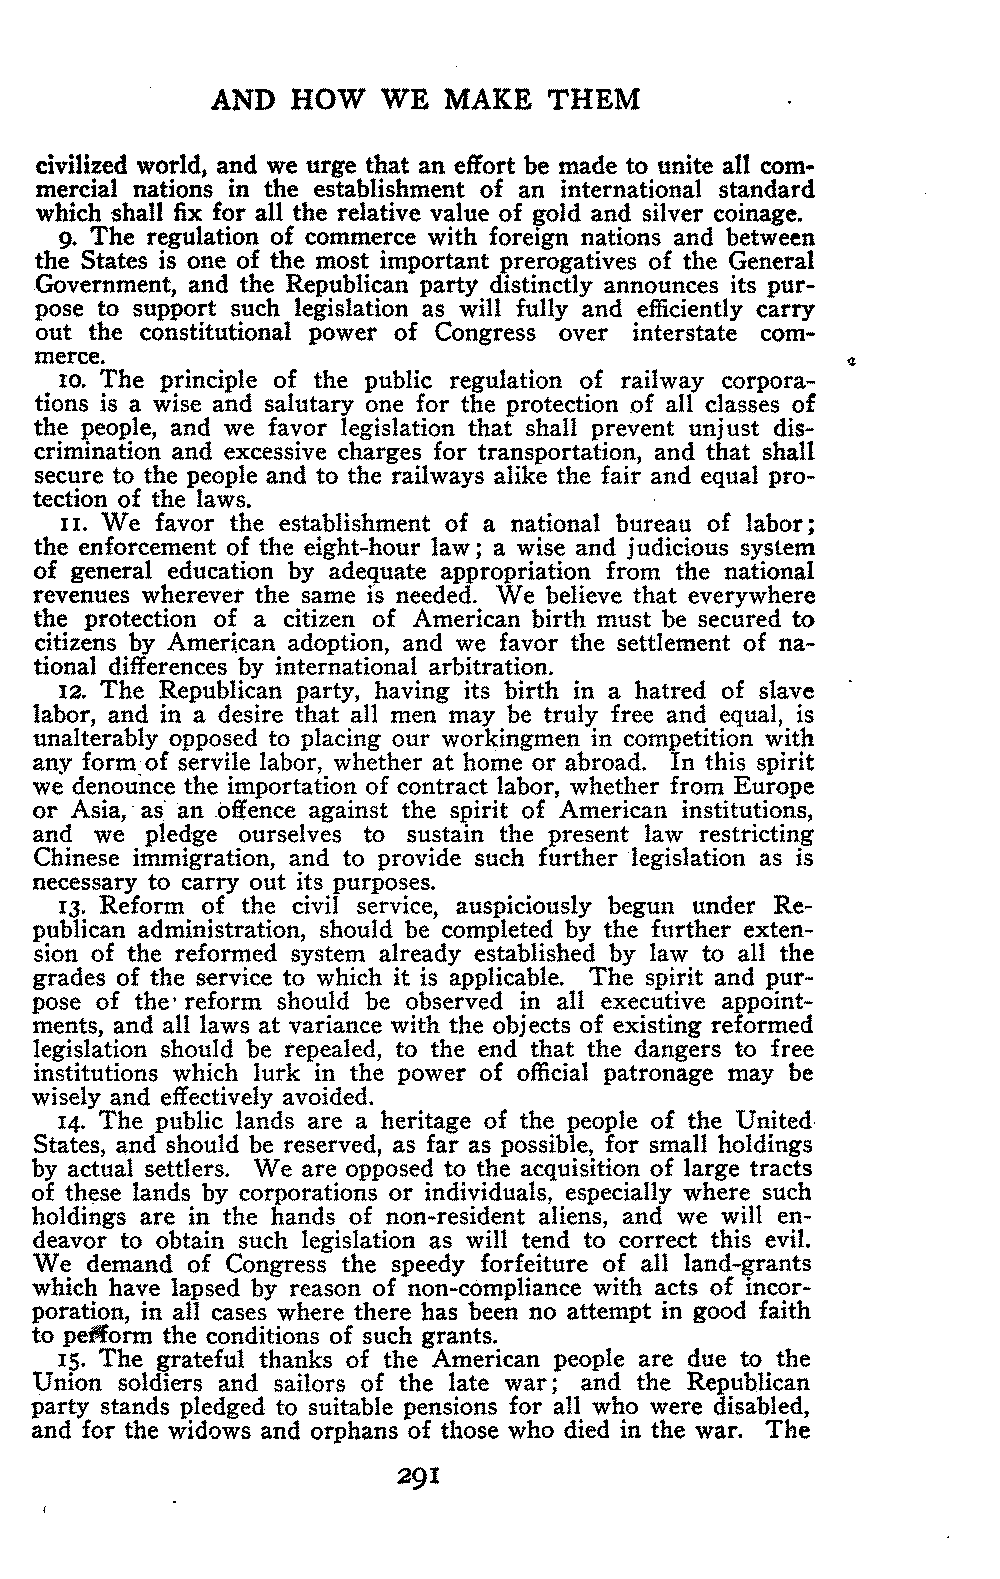 AND HOW WE MAKE THEM
civilized world, and we urge that an effort be made to unite all com-
mercial nations in the establishment of an international standard
which shall fix for all the relative value of gold and silver coinage.
9. The regulation of commerce with foreign nations and between
the States is one of the most important prerogatives of the General
Government, and the Republican party distinctly announces its pur-
pose to support such legislation as will fully and efficiently carry
out the constitutional power of Congress over interstate com-
merce.
10. The principle of the public regulation of railway corpora-
tions is a wise and salutary one for the protection of all classes of
the people, and we favor legislation that shall prevent unjust dis-
crimination and excessive charges for transportation, and that shall
secure to the people and to the railways alike the fair and equal pro-
tection of the laws.
11. We favor the establishment of a national bureau of labor;
the enforcement of the eight-hour law; a wise and judicious system
of general education by adequate appropriation from the national
revenues wherever the same is needed. We believe that everywhere
the protection of a citizen of American birth must be secured to
citizens by American adoption, and we favor the settlement of na-
tional differences by international arbitration.
12. The Republican party, having its birth in a hatred of slave
labor, and in a desire that all men may be truly free and equal, is
unalterably opposed to placing our workingmen in competition with
any form of servile labor, whether at home or abroad. In this spirit
we denounce the importation of contract labor, whether from Europe
or Asia, as an offence against the spirit of American institutions,
and we pledge ourselves to sustain the present law restricting
Chinese immigration, and to provide such further legislation as is
necessary to carry out its purposes.
13. Reform of the civil service, auspiciously begun under Re-
publican administration, should be completed by the further exten-
sion of the reformed system already established by law to all the
grades of the service to which it is applicable. The spirit and pur-
pose of the reform should be observed in all executive appoint-
ments, and all laws at variance with the objects of existing reformed
legislation should be repealed, to the end that the dangers to free
institutions which lurk in the power of official patronage may be
wisely and effectively avoided.
14. The public lands are a heritage of the people of the United
States, and should be reserved, as far as possible, for small holdings
by actual settlers. We are opposed to the acquisition of large tracts
of these lands by corporations or individuals, especially where such
holdings are in the hands of non-resident aliens, and we will en-
deavor to obtain such legislation as will tend to correct this evil.
We demand of Congress the speedy forfeiture of all land-grants
which have lapsed by reason of non-compliance with acts of incor-
poration, in all cases where there has been no attempt in good faith
to perform the conditions of such grants.
15. The grateful thanks of the American people are due to the
Union soldiers and sailors of the late war; and the Republican
party stands pledged to suitable pensions for all who were disabled,
and for the widows and orphans of those who died in the war. The
291